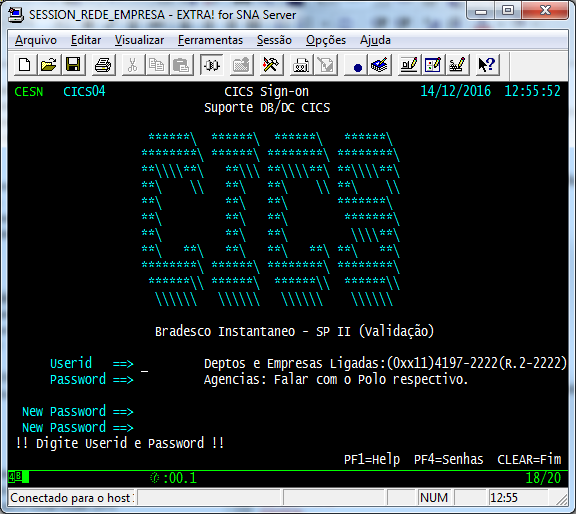 SESSION_REDE_EMPRESA - EXTRA! for SNA Server
Arquivo Editar Visualizar Ferramentas Sessão Opções Ajuda
CESN CICS04 CICS Sign-on 14/12/2016 12:55:52
Suporte DB/DC CICS
CICS
Bradesco Instantaneo - SP II (Validação)
Userid ==> _ Deptos e Empresas Ligadas:(0xx11)4197-2222(R.2-2222)
Password ==> Agencias: Falar com o Polo respectivo.
New Password ==>
New Password ==>
!! Digite Userid e Password !!
PF1=Help PF4=Senhas CLEAR=Fim
4B :00.1 18/20
Conectado para o host NUM 12:55